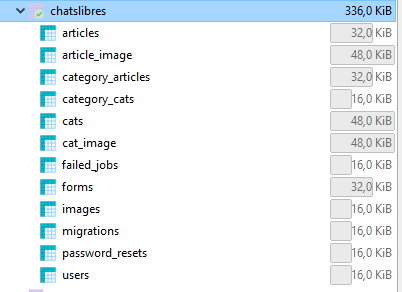 chatslibres 336,0 KiB
articles 32,0 KiB
article_image 48,0 KiB
category_articles 32,0 KiB
category_cats 16,0 KiB
cats 48,0 KiB
cat_image 48,0 KiB
failed_jobs 16,0 KiB
forms 32,0 KiB
images 16,0 KiB
migrations 16,0 KiB
password_resets 16,0 KiB
users 16,0 KiB